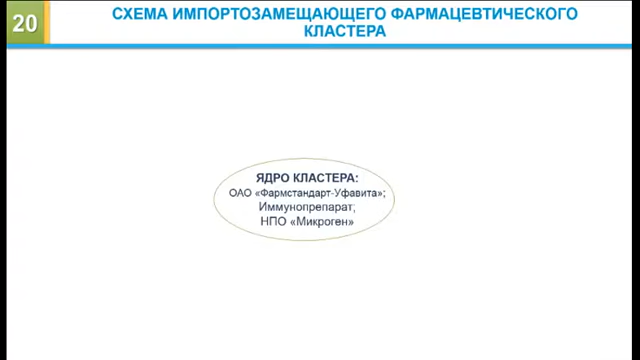 20
СХЕМА ИМПОРТОЗАМЕЩАЮЩЕГО ФАРМАЦЕВТИЧЕСКОГО
КЛАСТЕРА
ЯДРО КЛАСТЕРА:
ОАО «Фармстандарт-Уфавита»;
Иммунопрепарат;
НПО «Микроген»